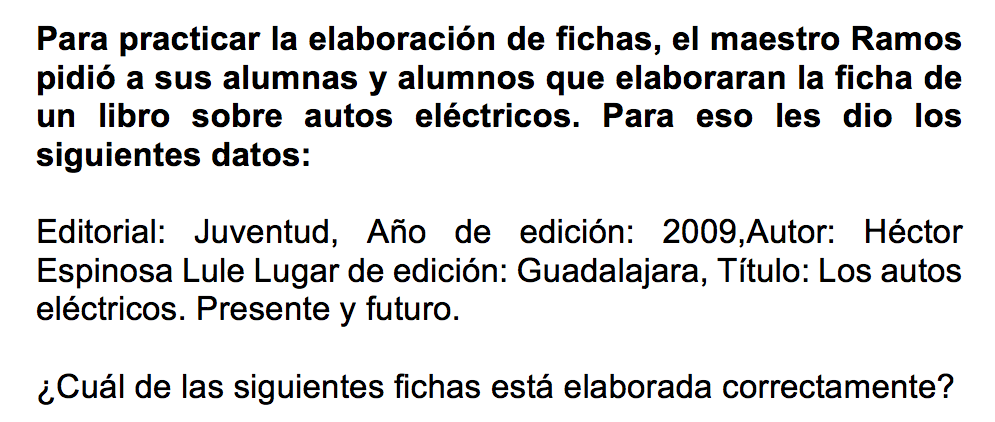 Para practicar la elaboración de fichas, el maestro Ramos
pidió a sus alumnas y alumnos que elaboraran la ficha de
un libro sobre autos eléctricos. Para eso les dio los
siguientes datos:
Editorial: Juventud, Año de edición: 2009,Autor: Héctor
Espinosa Lule Lugar de edición: Guadalajara, Título: Los autos
eléctricos. Presente y futuro.
¿Cuál de las siguientes fichas está elaborada correctamente?